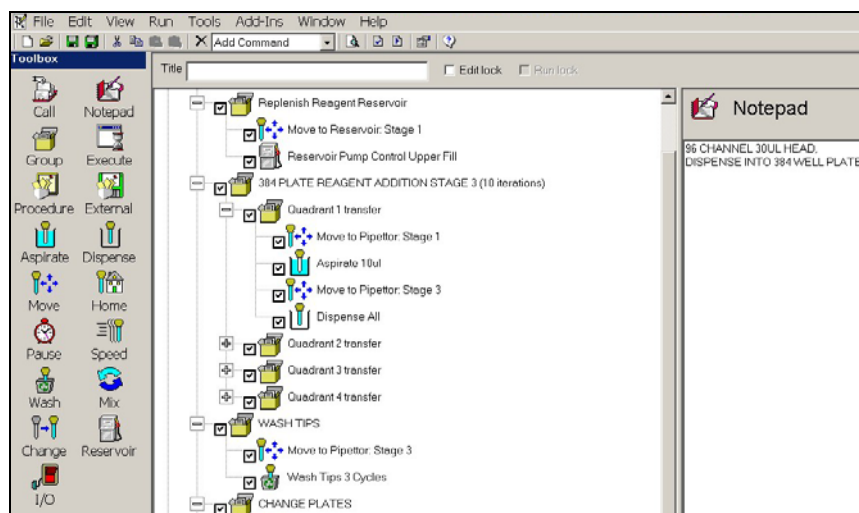 File Edit View Run Tools Add-Ins Window Help
Add Command
Toolbox
Title
Edit lock
Run lock
Call Notepad
Group Execute
Procedure External
Aspirate Dispense
Move Home
Pause Speed
Wash Mix
Change Reservoir
I/O
Replenish Reagent Reservoir
Move to Reservoir: Stage 1
Reservoir Pump Control Upper Fill
384 PLATE REAGENT ADDITION STAGE 3 (10 iterations)
Quadrant 1 transfer
Move to Pipettor: Stage 1
Aspirate 10ul
Move to Pipettor: Stage 3
Dispense All
Quadrant 2 transfer
Quadrant 3 transfer
Quadrant 4 transfer
WASH TIPS
Move to Pipettor: Stage 3
Wash Tips 3 Cycles
CHANGE PLATES
Notepad
96 CHANNEL 30UL HEAD.
DISPENSE INTO 384 WELL PLATE